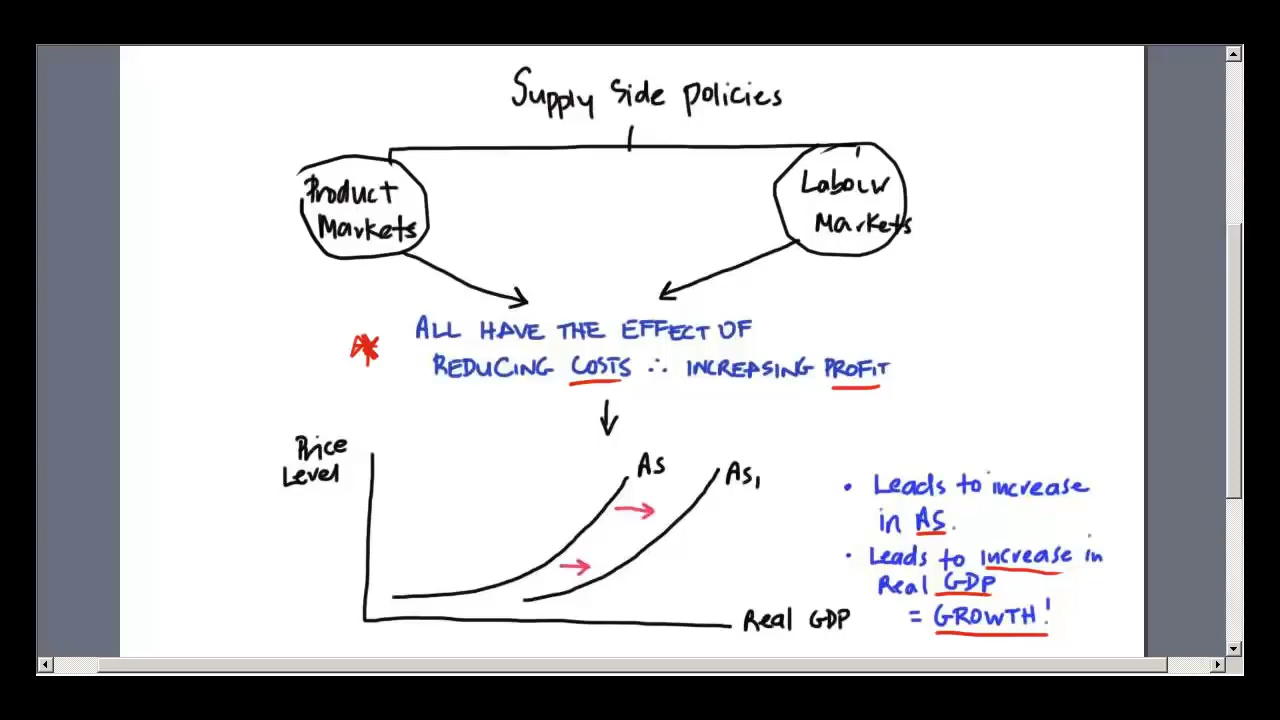 Supply Side policies
Product
Markets
Labour
Markets
ALL HAVE THE EFFECT OF
REDUCING COSTS ∴ INCREASING PROFIT
Price
Level
AS
AS₁
Real GDP
• Leads to increase
in AS.
• Leads to increase in
Real GDP
= GROWTH!